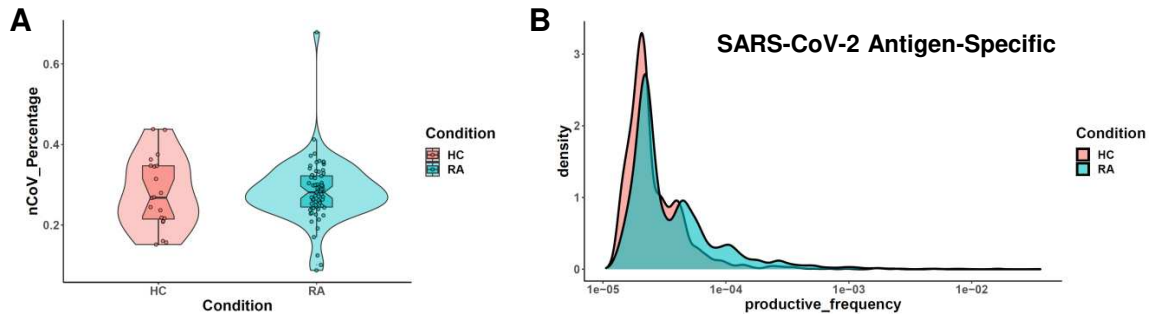 A
nCoV_Percentage
0.6
0.4
0.2
HC
RA
Condition
Condition
HC
RA
B
SARS-CoV-2 Antigen-Specific
density
3
2
1
0
1e-05
1e-04
1e-03
1e-02
productive_frequency
Condition
HC
RA